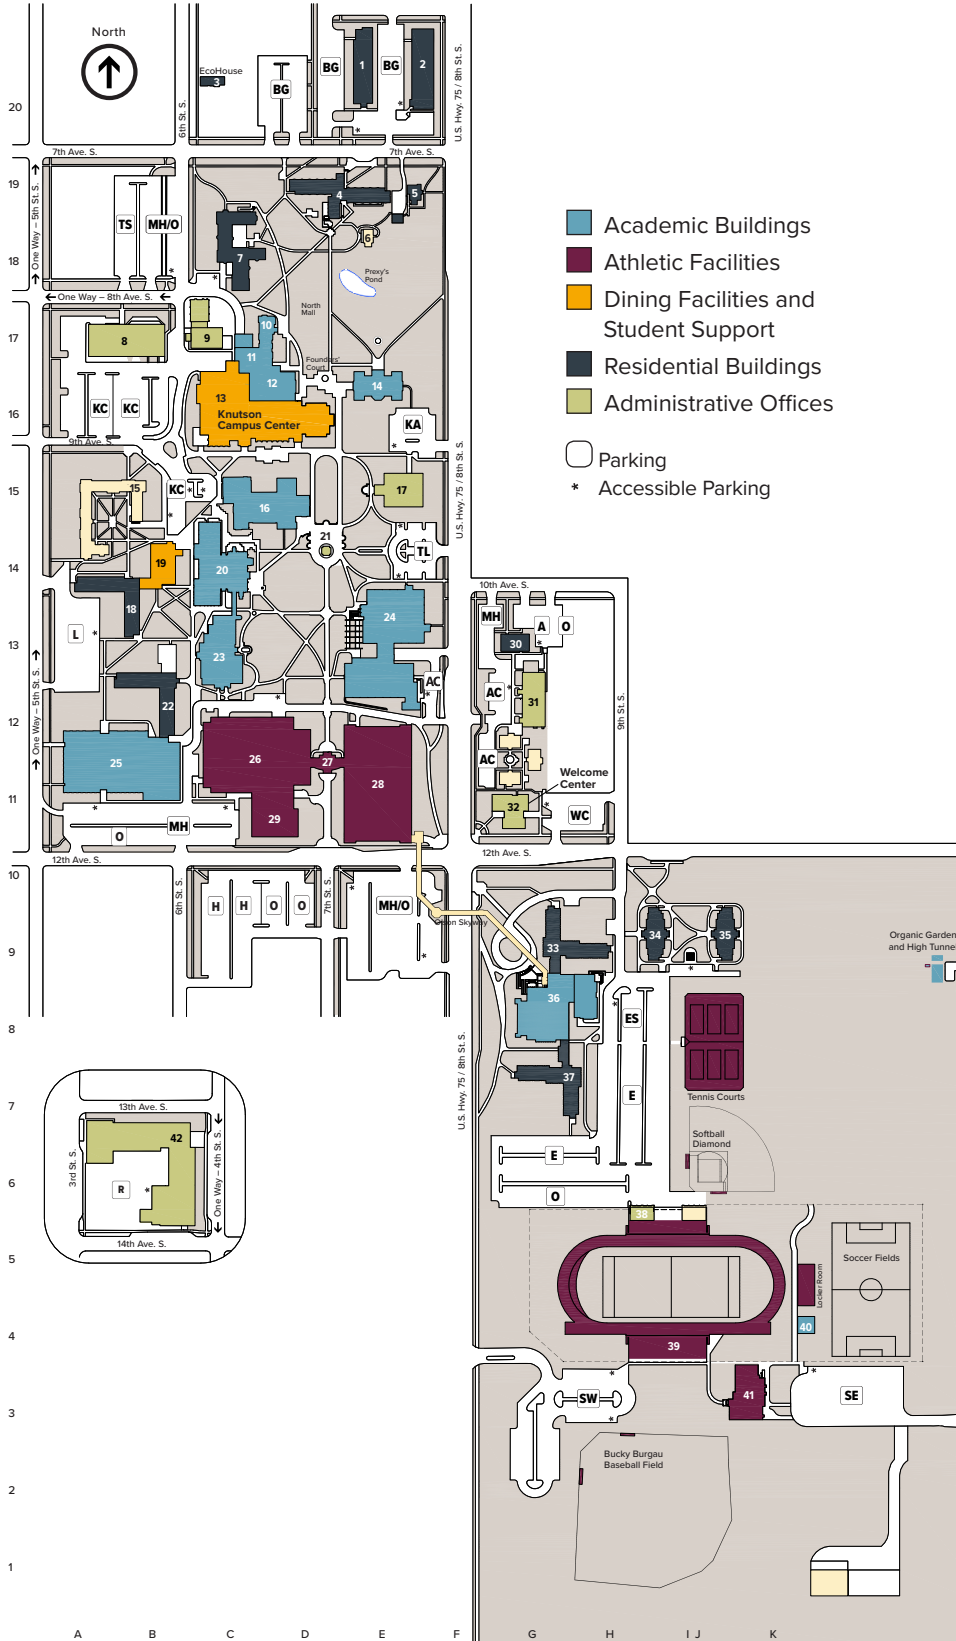 North
EcoHouse
3
BG
BG
1
BG
2
20
6th St. S.
U.S. Hwy. 75 / 8th St. S.
7th Ave. S.
7th Ave. S.
19
One Way – 5th St. S.
4
5
TS
MH/O
6
18
7
Prexy's
Pond
One Way – 8th Ave. S.
North
Mall
10
17
8
9
11
Founders'
Court
12
14
13
16
KC
KC
Knutson
Campus Center
KA
9th Ave. S.
U.S. Hwy. 75 / 8th St. S.
15
15
KC
17
16
21
TL
14
19
20
10th Ave. S.
18
24
MH
A
O
L
13
30
23
AC
AC
One Way – 5th St. S.
22
31
9th St. S.
12
25
26
27
AC
28
Welcome
Center
11
32
WC
29
MH
O
12th Ave. S.
12th Ave. S.
10
6th St. S.
H
H
O
O
7th St. S.
MH/O
Olson Skyway
34
35
Organic Garden
and High Tunnel
33
9
36
ES
8
U.S. Hwy. 75 / 8th St. S.
37
E
Tennis Courts
7
13th Ave. S.
42
Softball
Diamond
3rd St. S.
One Way – 4th St. S.
R
E
6
O
38
14th Ave. S.
5
Soccer Fields
Locker Room
40
4
39
41
SW
SE
3
Bucky Burgau
Baseball Field
2
1
A
B
C
D
E
F
G
H
I
J
K
Academic Buildings
Athletic Facilities
Dining Facilities and
Student Support
Residential Buildings
Administrative Offices
Parking
* Accessible Parking